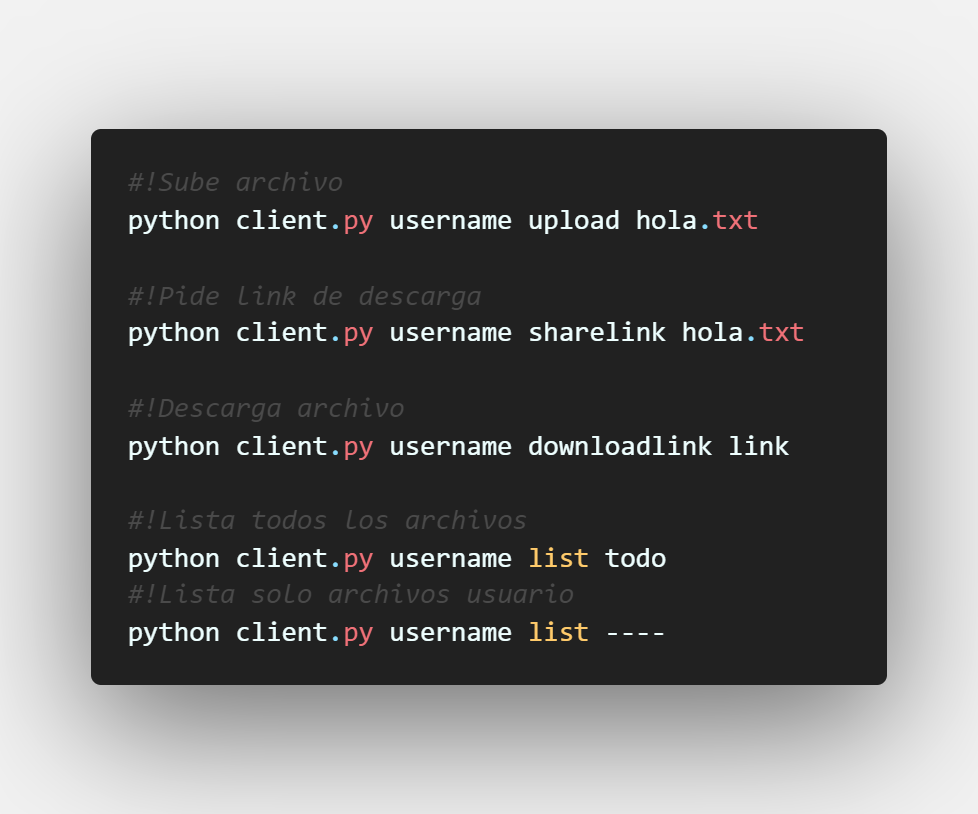 #!Sube archivo
python client.py username upload hola.txt
#!Pide link de descarga
python client.py username sharelink hola.txt
#!Descarga archivo
python client.py username downloadlink link
#!Lista todos los archivos
python client.py username list todo
#!Lista solo archivos usuario
python client.py username list ----